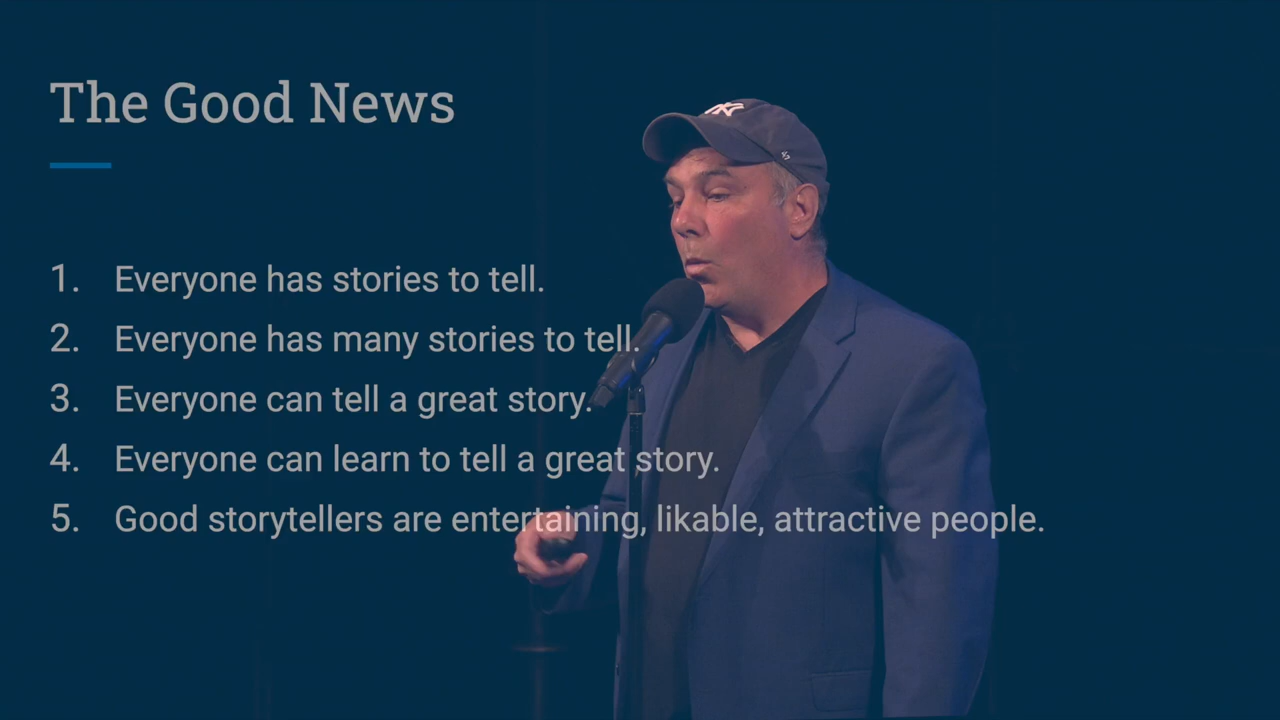 The Good News
1. Everyone has stories to tell.
2. Everyone has many stories to tell.
3. Everyone can tell a great story.
4. Everyone can learn to tell a great story.
5. Good storytellers are entertaining, likable, attractive people.